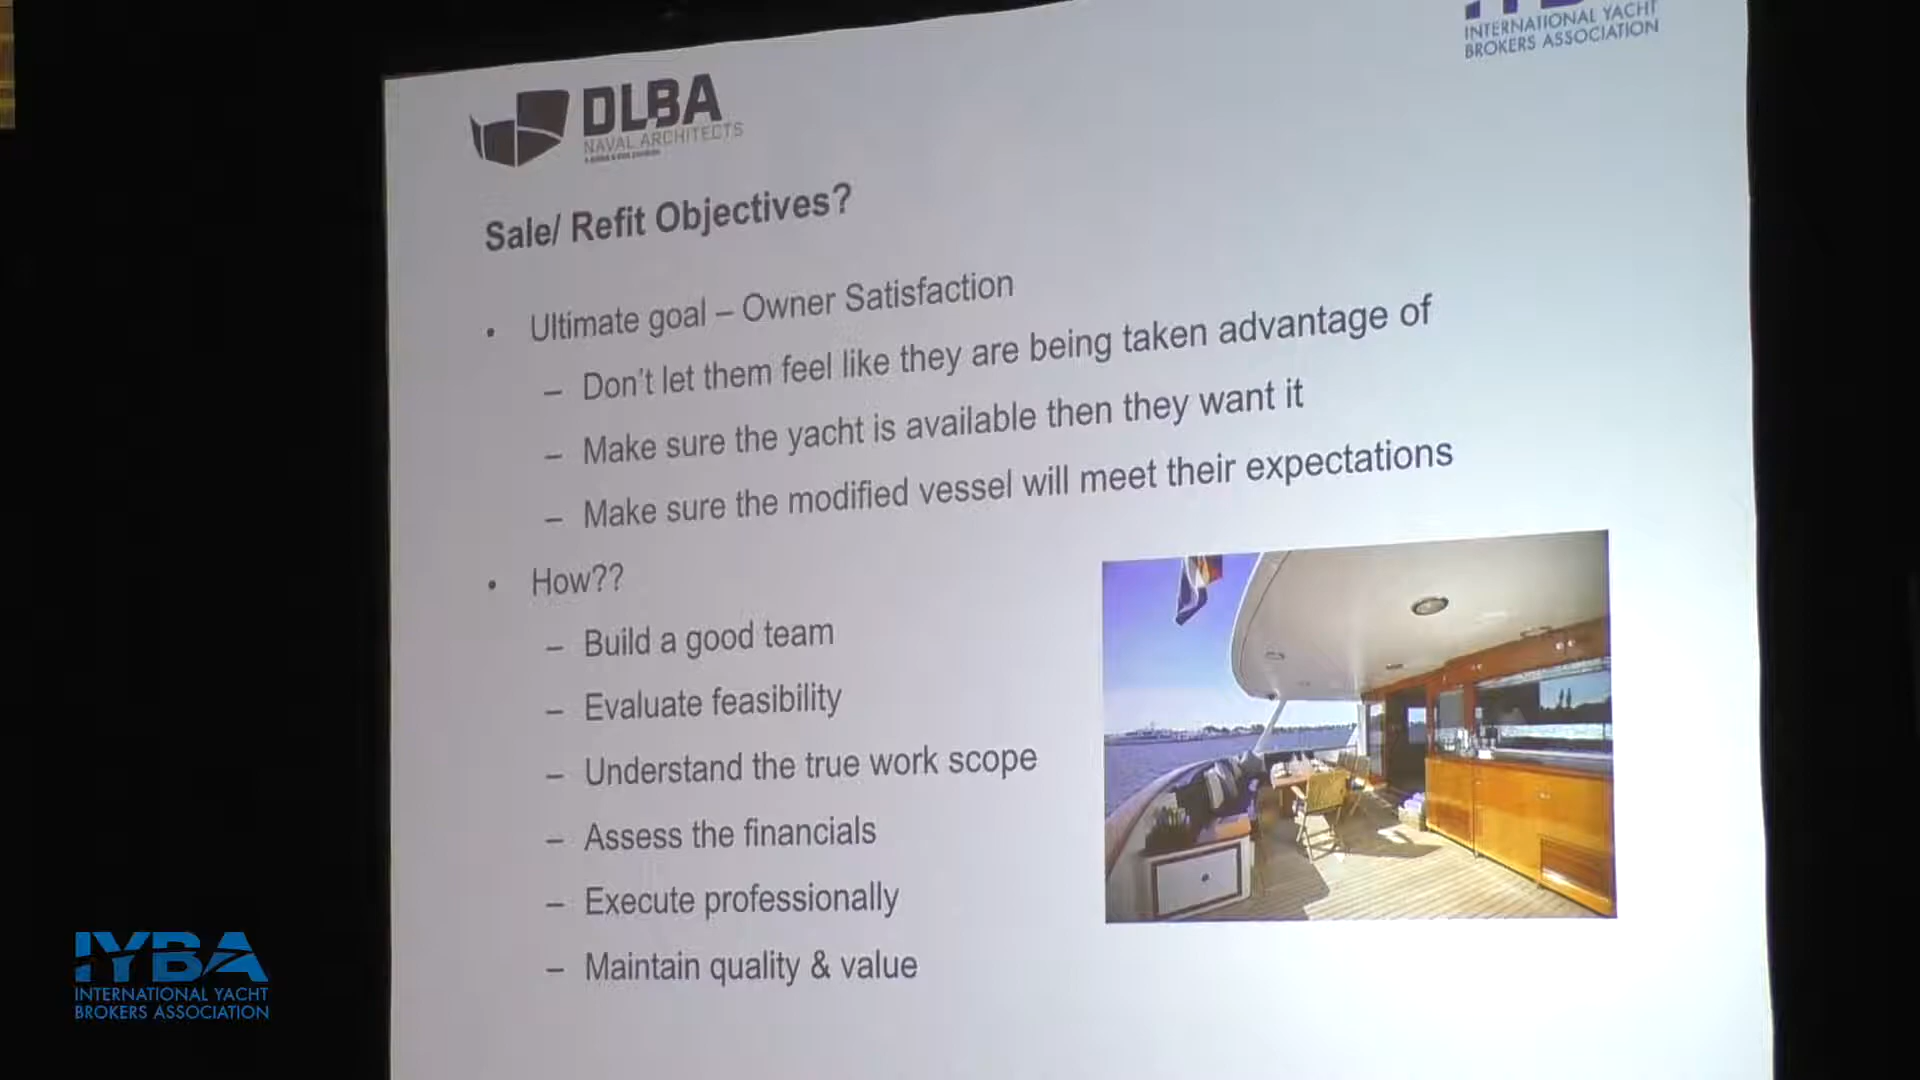 INTERNATIONAL YACHT
BROKERS ASSOCIATION
DLBA
NAVAL ARCHITECTS
Sale/ Refit Objectives?
• Ultimate goal – Owner Satisfaction
– Don't let them feel like they are being taken advantage of
– Make sure the yacht is available then they want it
– Make sure the modified vessel will meet their expectations
• How??
– Build a good team
– Evaluate feasibility
– Understand the true work scope
– Assess the financials
– Execute professionally
– Maintain quality & value
IYBA
INTERNATIONAL YACHT
BROKERS ASSOCIATION